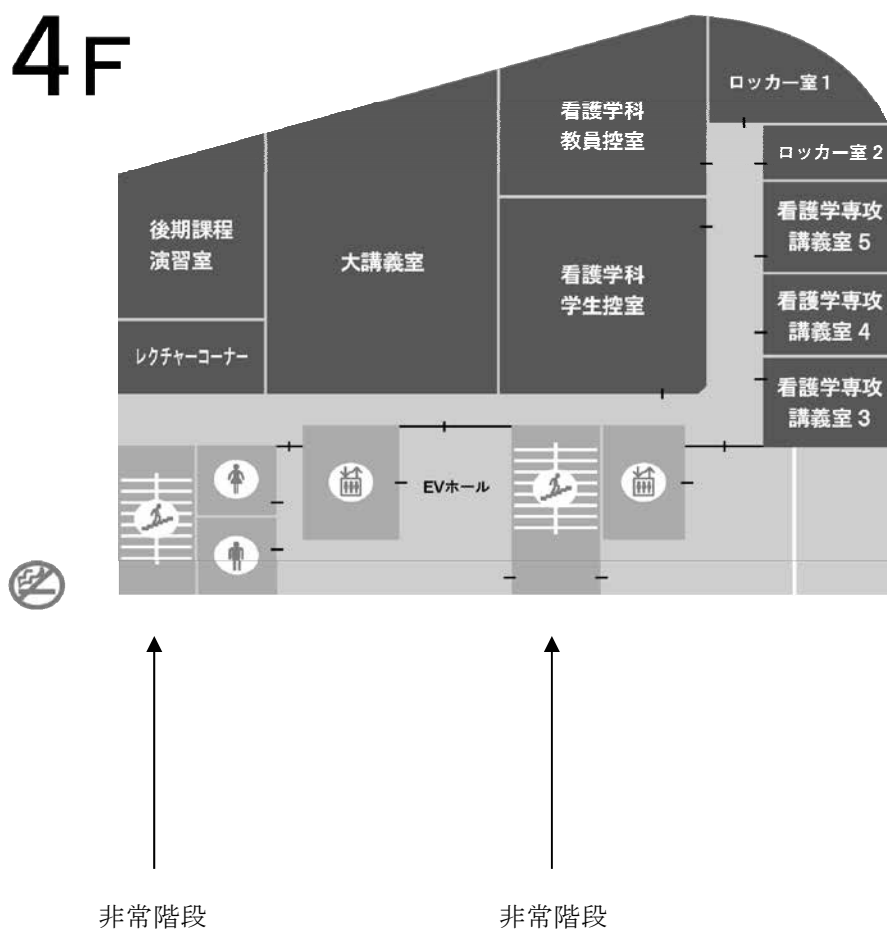 4F
ロッカー室1
看護学科
教員控室
ロッカー室2
後期課程
演習室
大講義室
看護学科
学生控室
看護学専攻
講義室5
看護学専攻
講義室4
レクチャーコーナー
看護学専攻
講義室3
EVホール
非常階段
非常階段